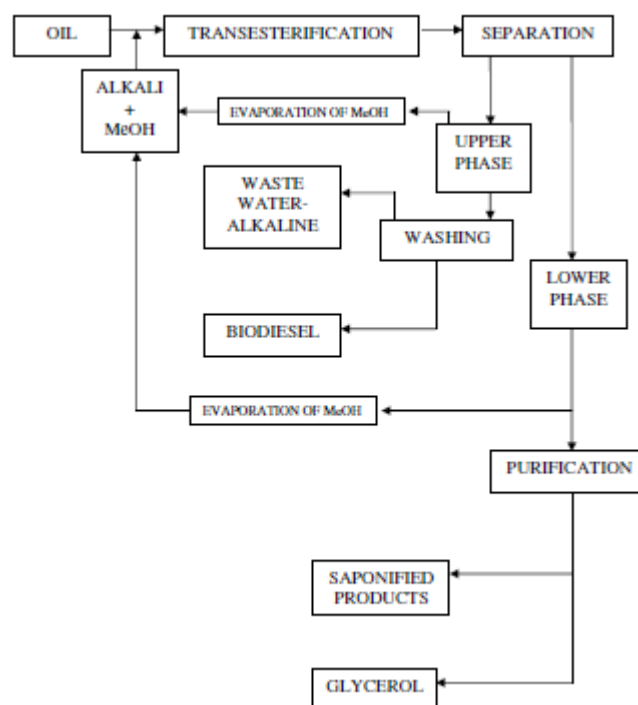 OIL
TRANSESTERIFICATION
SEPARATION
ALKALI
+
MeOH
EVAPORATION OF MeOH
UPPER
PHASE
WASTE
WATER-
ALKALINE
WASHING
LOWER
PHASE
BIODIESEL
EVAPORATION OF MeOH
PURIFICATION
SAPONIFIED
PRODUCTS
GLYCEROL